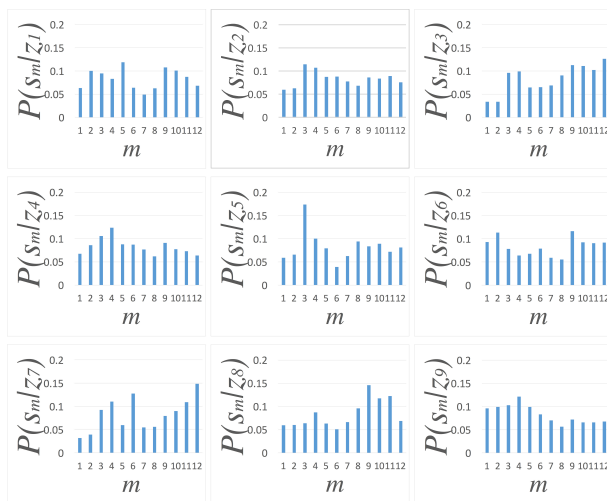 P(s_m|z_1) 0.2 0.15 0.1 0.05 0
1 2 3 4 5 6 7 8 9 10 11 12
m
P(s_m|z_2) 0.2 0.15 0.1 0.05 0
1 2 3 4 5 6 7 8 9 10 11 12
m
P(s_m|z_3) 0.2 0.15 0.1 0.05 0
1 2 3 4 5 6 7 8 9 10 11 12
m
P(s_m|z_4) 0.2 0.15 0.1 0.05 0
1 2 3 4 5 6 7 8 9 10 11 12
m
P(s_m|z_5) 0.2 0.15 0.1 0.05 0
1 2 3 4 5 6 7 8 9 10 11 12
m
P(s_m|z_6) 0.2 0.15 0.1 0.05 0
1 2 3 4 5 6 7 8 9 10 11 12
m
P(s_m|z_7) 0.2 0.15 0.1 0.05 0
1 2 3 4 5 6 7 8 9 10 11 12
m
P(s_m|z_8) 0.2 0.15 0.1 0.05 0
1 2 3 4 5 6 7 8 9 10 11 12
m
P(s_m|z_9) 0.2 0.15 0.1 0.05 0
1 2 3 4 5 6 7 8 9 10 11 12
m